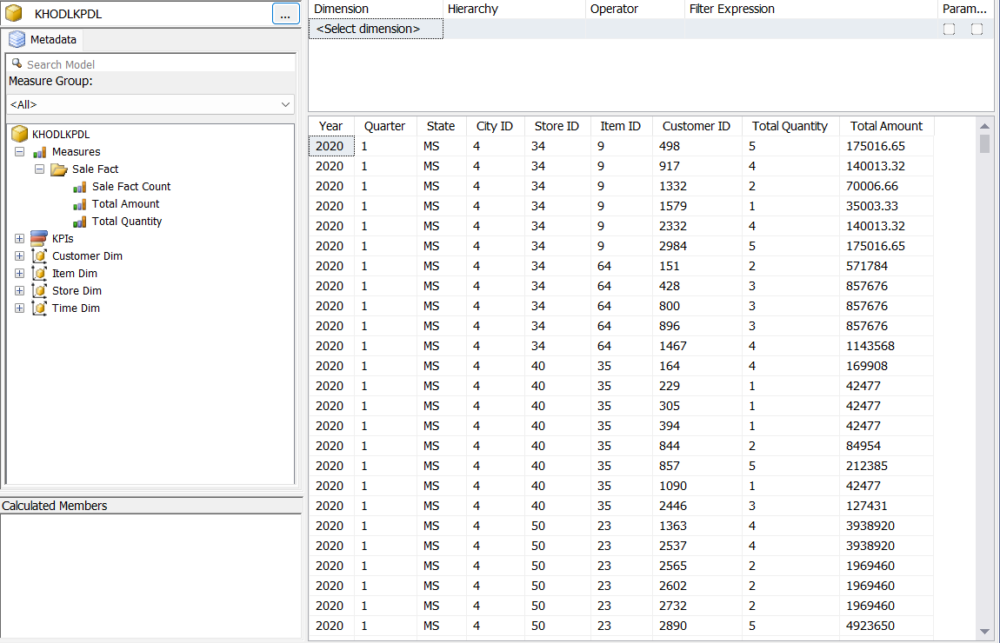 KHODLKPDL
...
Metadata
Search Model
Measure Group:
<All>
KHODLKPDL
Measures
Sale Fact
Sale Fact Count
Total Amount
Total Quantity
KPIs
Customer Dim
Item Dim
Store Dim
Time Dim
Calculated Members
Dimension Hierarchy Operator Filter Expression Param...
<Select dimension>
Year Quarter State City ID Store ID Item ID Customer ID Total Quantity Total Amount
2020 1 MS 4 34 9 498 5 175016.65
2020 1 MS 4 34 9 917 4 140013.32
2020 1 MS 4 34 9 1332 2 70006.66
2020 1 MS 4 34 9 1579 1 35003.33
2020 1 MS 4 34 9 2332 4 140013.32
2020 1 MS 4 34 9 2984 5 175016.65
2020 1 MS 4 34 64 151 2 571784
2020 1 MS 4 34 64 428 3 857676
2020 1 MS 4 34 64 800 3 857676
2020 1 MS 4 34 64 896 3 857676
2020 1 MS 4 34 64 1467 4 1143568
2020 1 MS 4 40 35 164 4 169908
2020 1 MS 4 40 35 229 1 42477
2020 1 MS 4 40 35 305 1 42477
2020 1 MS 4 40 35 394 1 42477
2020 1 MS 4 40 35 844 2 84954
2020 1 MS 4 40 35 857 5 212385
2020 1 MS 4 40 35 1090 1 42477
2020 1 MS 4 40 35 2446 3 127431
2020 1 MS 4 50 23 1363 4 3938920
2020 1 MS 4 50 23 2537 4 3938920
2020 1 MS 4 50 23 2565 2 1969460
2020 1 MS 4 50 23 2602 2 1969460
2020 1 MS 4 50 23 2732 2 1969460
2020 1 MS 4 50 23 2890 5 4923650